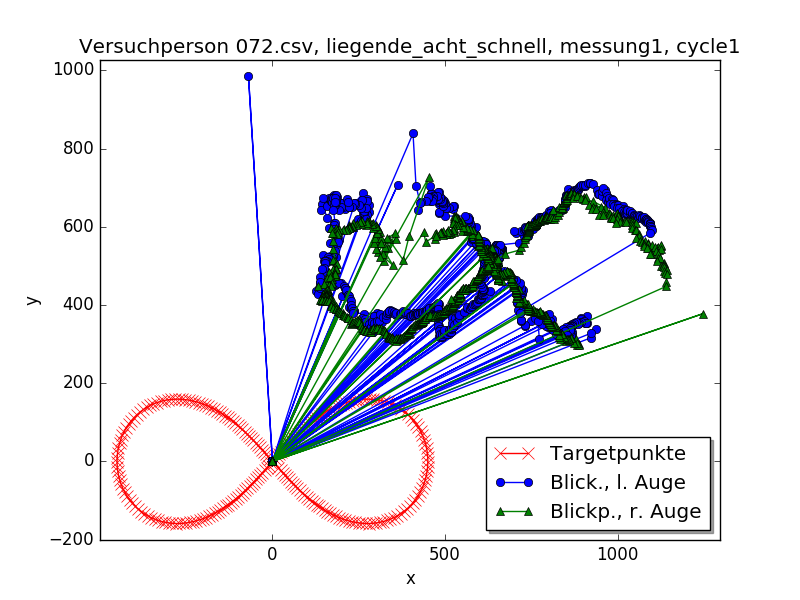 Versuchperson 072.csv, liegende_acht_schnell, messung1, cycle1
1000
800
600
400
200
0
−200
y
0
500
1000
x
Targetpunkte
Blick., l. Auge
Blickp., r. Auge